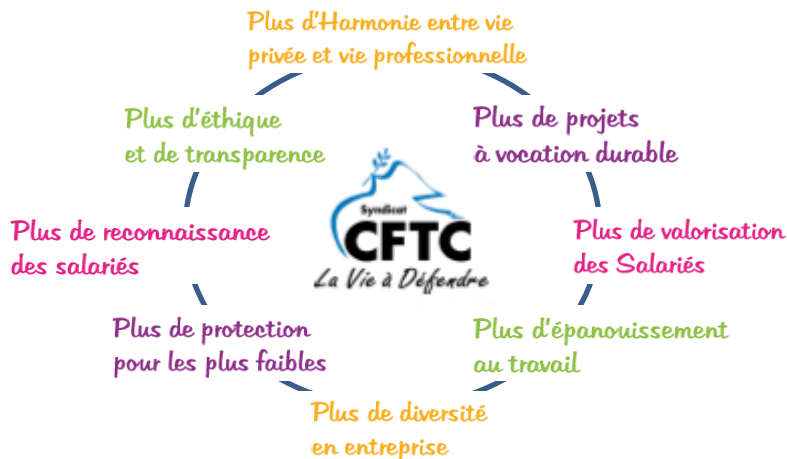 Plus d'Harmonie entre vie
privée et vie professionnelle
Plus d'éthique
et de transparence
Plus de projets
à vocation durable
Syndicat
CFTC
La Vie à Défendre
Plus de reconnaissance
des salariés
Plus de valorisation
des Salariés
Plus de protection
pour les plus faibles
Plus d'épanouissement
au travail
Plus de diversité
en entreprise